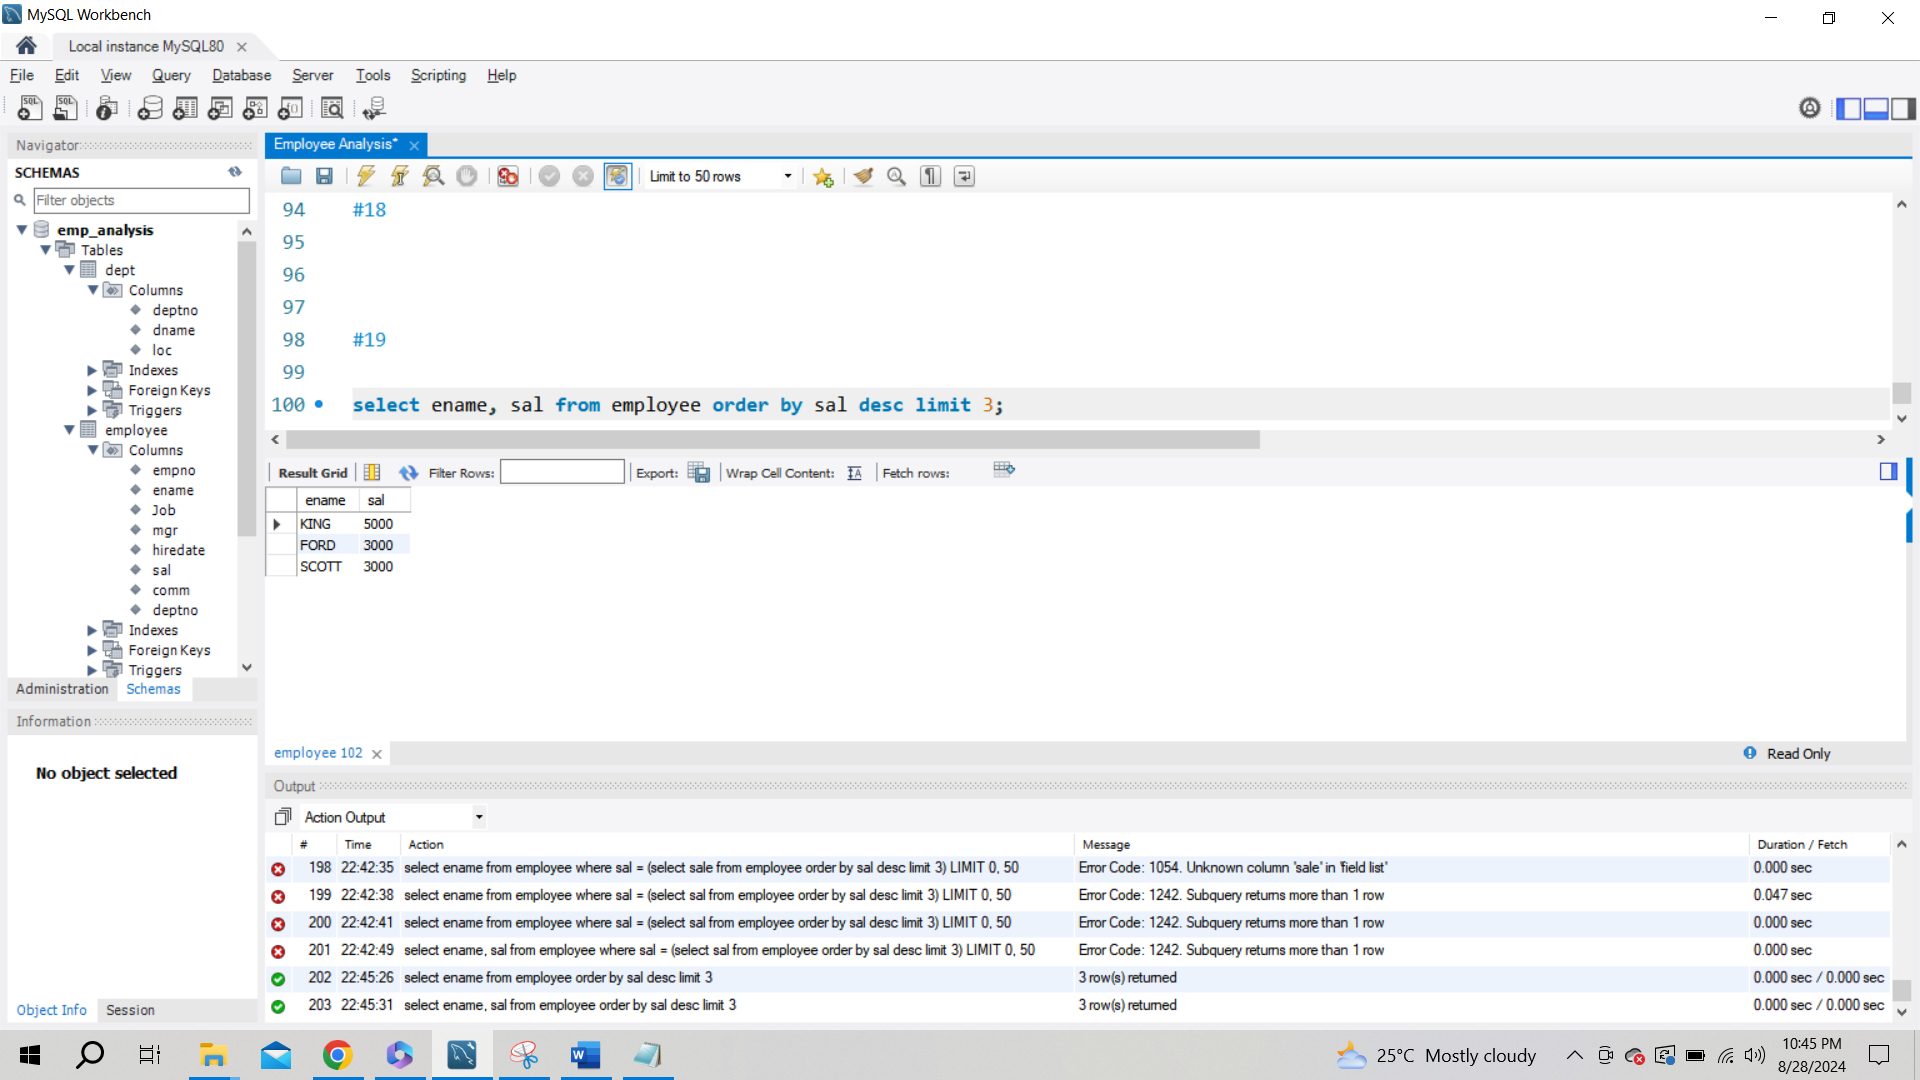 MySQL Workbench
Local instance MySQL80
File Edit View Query Database Server Tools Scripting Help
Navigator
SCHEMAS
Filter objects
emp_analysis
Tables
dept
Columns
deptno
dname
loc
Indexes
Foreign Keys
Triggers
employee
Columns
empno
ename
Job
mgr
hiredate
sal
comm
deptno
Indexes
Foreign Keys
Triggers
Administration Schemas
Information
No object selected
Object Info Session
Employee Analysis*
Limit to 50 rows
94 #18
95
96
97
98 #19
99
100 select ename, sal from employee order by sal desc limit 3;
Result Grid Filter Rows: Export: Wrap Cell Content: Fetch rows:
ename sal
KING 5000
FORD 3000
SCOTT 3000
employee 102
Read Only
Output
Action Output
# Time Action Message Duration / Fetch
198 22:42:35 select ename from employee where sal = (select sale from employee order by sal desc limit 3) LIMIT 0, 50 Error Code: 1054. Unknown column 'sale' in 'field list' 0.000 sec
199 22:42:38 select ename from employee where sal = (select sal from employee order by sal desc limit 3) LIMIT 0, 50 Error Code: 1242. Subquery returns more than 1 row 0.047 sec
200 22:42:41 select ename from employee where sal = (select sal from employee order by sal desc limit 3) LIMIT 0, 50 Error Code: 1242. Subquery returns more than 1 row 0.000 sec
201 22:42:49 select ename, sal from employee where sal = (select sal from employee order by sal desc limit 3) LIMIT 0, 50 Error Code: 1242. Subquery returns more than 1 row 0.000 sec
202 22:45:26 select ename from employee order by sal desc limit 3 3 row(s) returned 0.000 sec / 0.000 sec
203 22:45:31 select ename, sal from employee order by sal desc limit 3 3 row(s) returned 0.000 sec / 0.000 sec
25°C Mostly cloudy
10:45 PM
8/28/2024